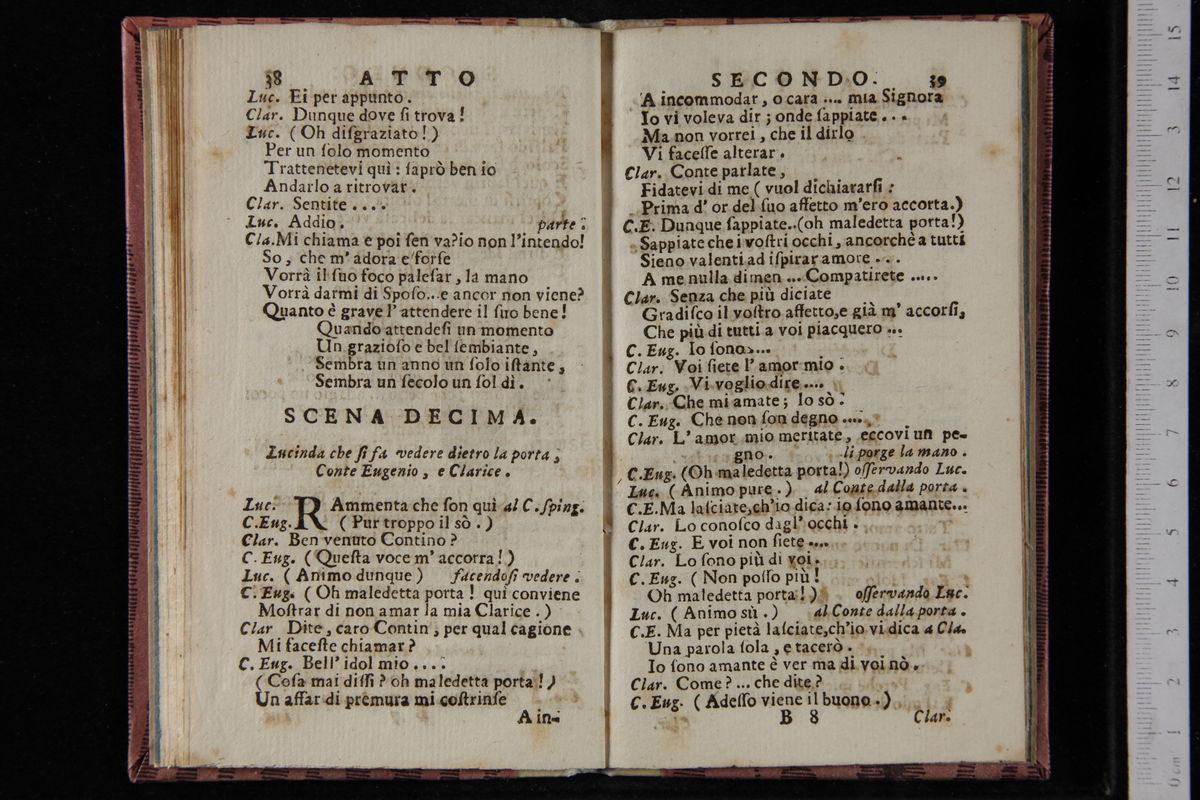 38 ATTO
Luc. Ei per appunto.
Clar. Dunque dove ſi trova!
Luc. (Oh diſgraziato!)
Per un ſolo momento
Trattenetevi quì: ſaprò ben io
Andarlo a ritrovar.
Clar. Sentite....
Luc. Addio. parte.
Cla. Mi chiama e poi ſen va? io non l'intendo!
So, che m' adora e forſe
Vorrà il ſuo foco paleſar, la mano
Vorrà darmi di Spoſo...e ancor non viene?
Quanto è grave l' attendere il ſuo bene!
Quando attendeſi un momento
Un grazioſo e bel ſembiante,
Sembra un anno un ſolo iſtante,
Sembra un ſecolo un ſol dì.
SCENA DECIMA.
Lucinda che ſi fa vedere dietro la porta,
Conte Eugenio, e Clarice.
Luc. RAmmenta che ſon quì al C. ſping.
C.Eug. (Pur troppo il sò.)
Clar. Ben venuto Contino?
C. Eug. (Queſta voce m' accorra!)
Luc. (Animo dunque) facendoſi vedere.
C. Eug. (Oh maledetta porta! qui conviene
Moſtrar di non amar la mia Clarice.)
Clar Dite, caro Contin, per qual cagione
Mi faceſte chiamar?
C. Eug. Bell' idol mio....
(Coſa mai diſſi? oh maledetta porta!)
Un affar di premura mi coſtrinſe
A in-
SECONDO. 39
A incommodar, o cara .... mia Signora
Io vi voleva dir; onde ſappiate...
Ma non vorrei, che il dirlo
Vi faceſſe alterar.
Clar. Conte parlate,
Fidatevi di me (vuol dichiararſi:
Prima d' or del ſuo affetto m'ero accorta.)
C.E. Dunque ſappiate..(oh maledetta porta!)
Sappiate che i voſtri occhi, ancorchè a tutti
Sieno valenti ad iſpirar amore...
A me nulla dimen ... Compatirete .....
Clar. Senza che più diciate
Gradiſco il voſtro affetto,e già m' accorſi,
Che più di tutti a voi piacquero ...
C. Eug. Io ſono....
Clar. Voi ſiete l' amor mio.
C. Eug. Vi voglio dire ....
Clar. Che mi amate; lo sò.
C. Eug. Che non ſon degno ....
Clar. L' amor mio meritate, eccovi un pe-
gno. li porge la mano.
C.Eug. (Oh maledetta porta!) oſſervando Luc.
Luc. (Animo pure.) al Conte dalla porta.
C.E. Ma laſciate,ch'io dica: io ſono amante...
Clar. Lo conoſco dagl' occhi.
C. Eug. E voi non ſiete ....
Clar. Lo ſono più di voi.
C. Eug. (Non poſſo più!
Oh maledetta porta!) oſſervando Luc.
Luc. (Animo sù.) al Conte dalla porta.
C.E. Ma per pietà laſciate,ch'io vi dica a Cla.
Una parola ſola, e tacerò.
Io ſono amante è ver ma di voi nò.
Clar. Come? ... che dite?
C. Eug. (Adeſſo viene il buono.)
B 8 Clar.
0 cm 1 2 3 4 5 6 7 8 9 10 11 12 13 14 15